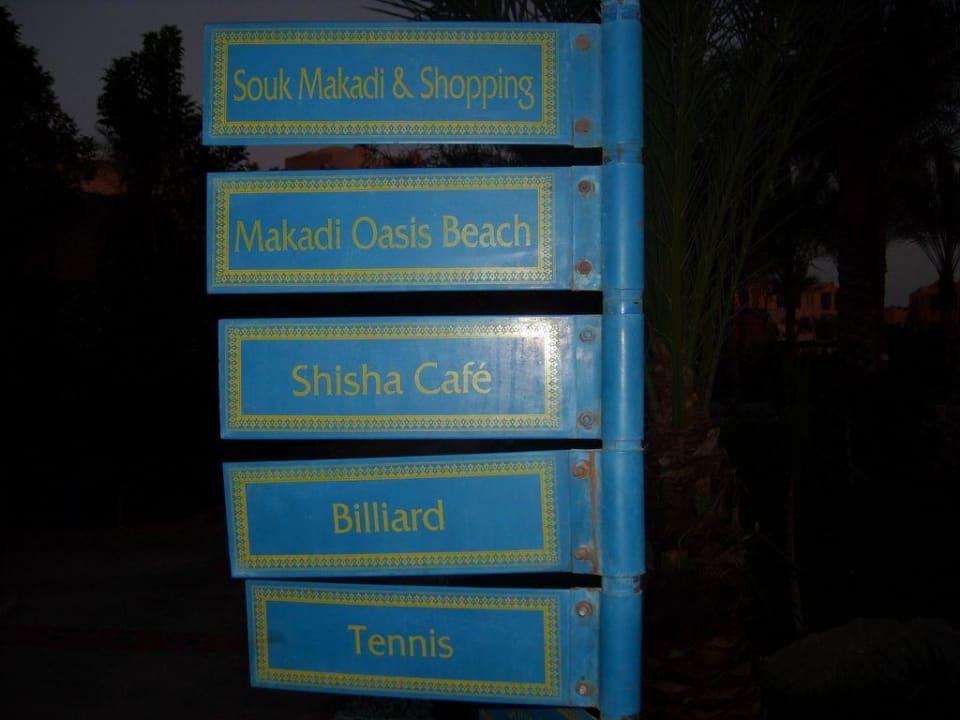 Souk Makadi & Shopping
Makadi Oasis Beach
Shisha Café
Billiard
Tennis